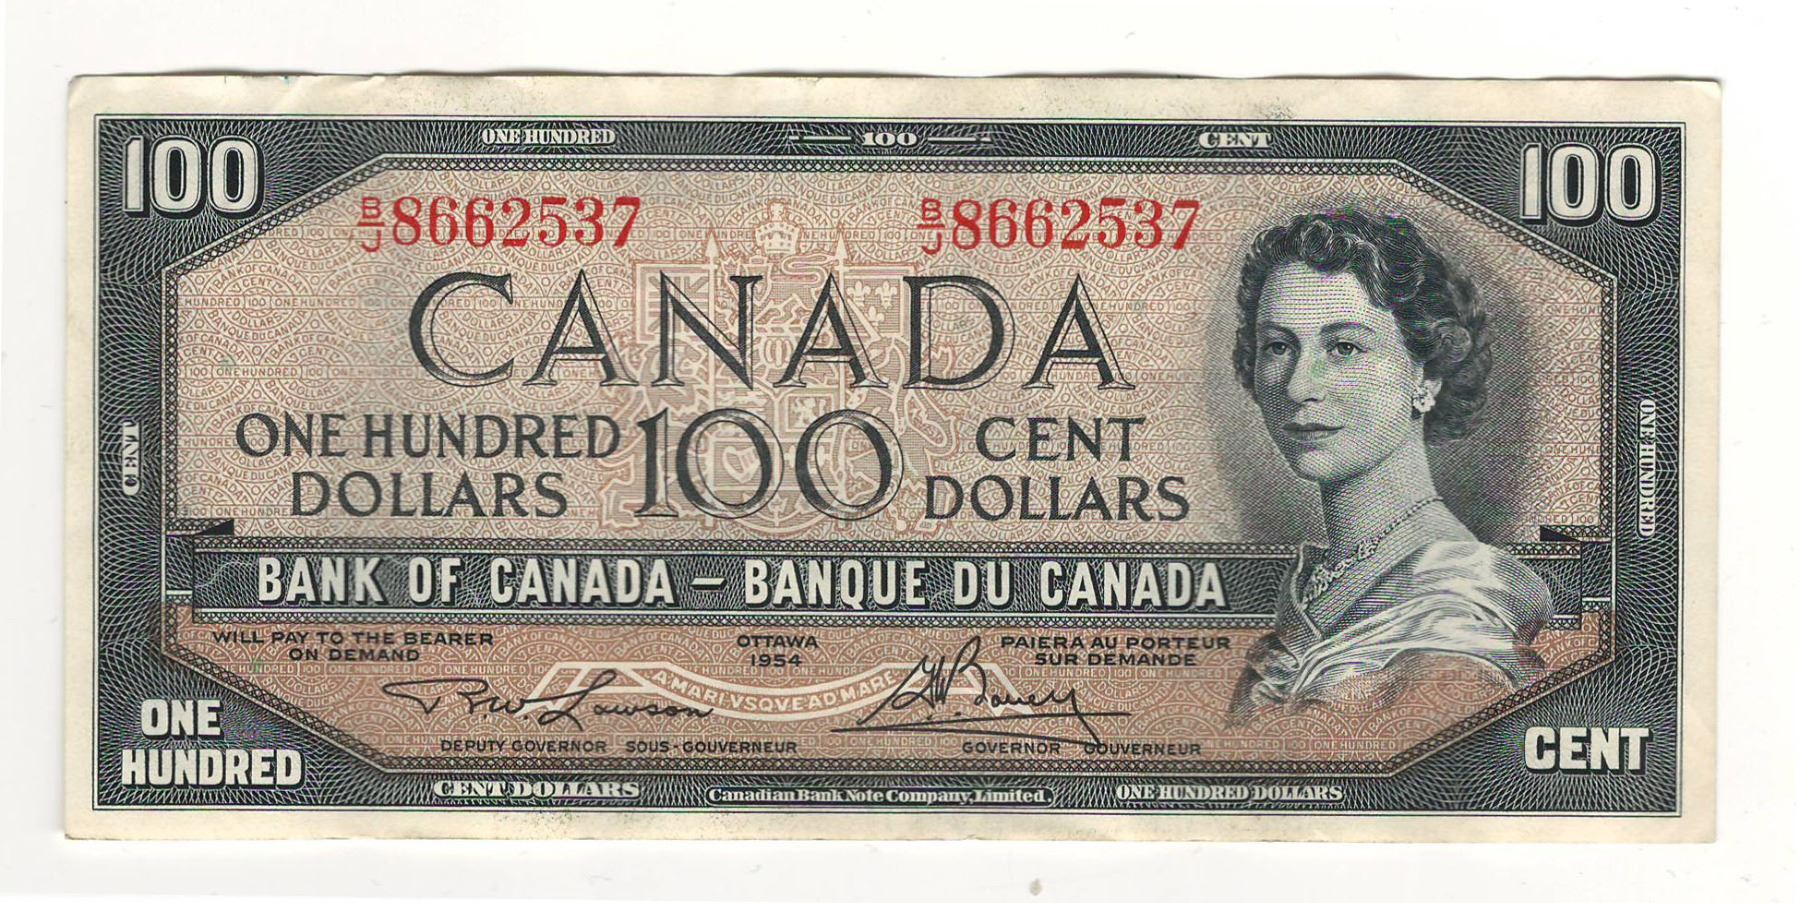 ONE HUNDRED 100 CENT
100 100
B/J 8662537 B/J 8662537
CANADA
ONE HUNDRED DOLLARS 100 CENT DOLLARS
CENT
ONE HUNDRED
BANK OF CANADA – BANQUE DU CANADA
WILL PAY TO THE BEARER
ON DEMAND
OTTAWA
1954
PAIERA AU PORTEUR
SUR DEMANDE
A·MARI·VSQVE·AD·MARE
R.W. Lawson
DEPUTY GOVERNOR SOUS-GOUVERNEUR
GOVERNOR GOUVERNEUR
ONE
HUNDRED
CENT
CENT DOLLARS
Canadian Bank Note Company, Limited.
ONE HUNDRED DOLLARS